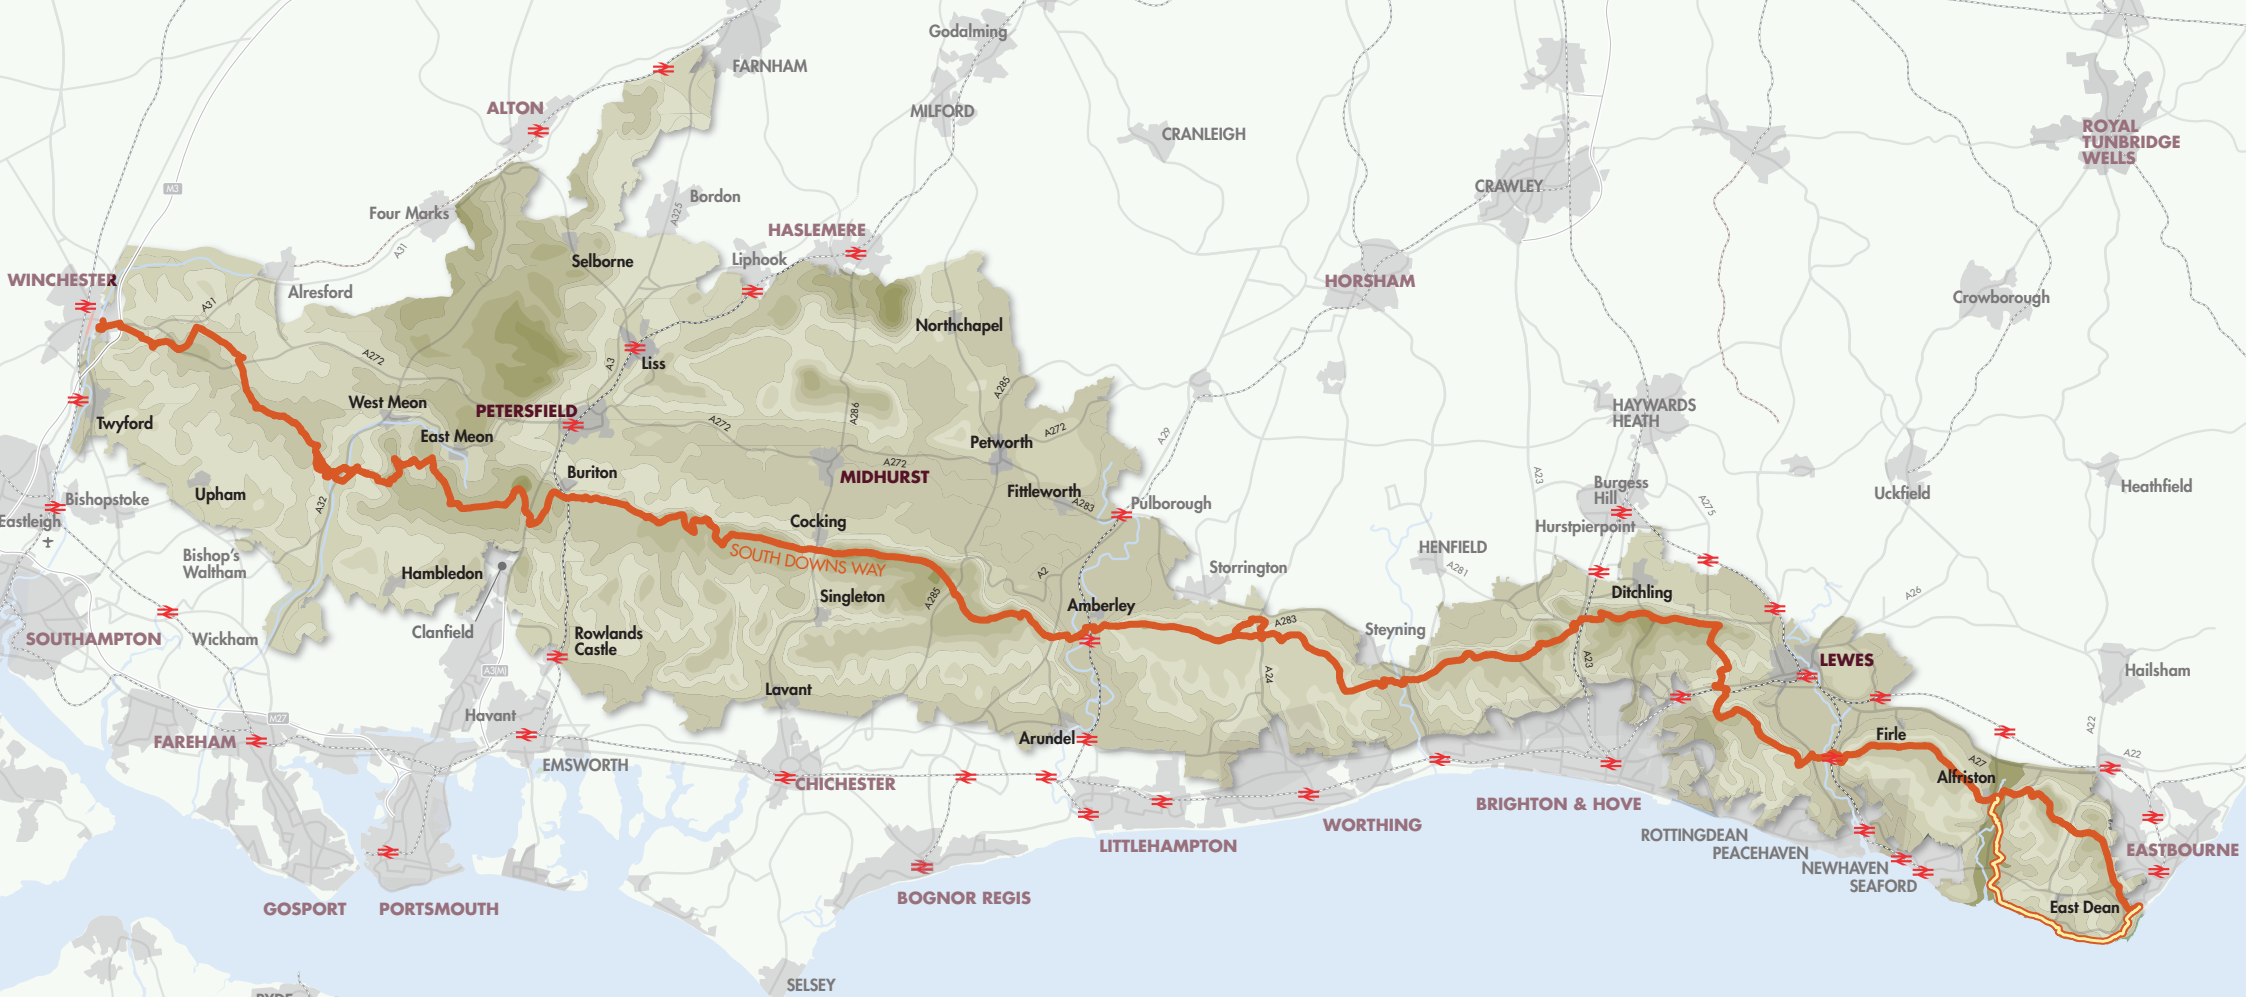 Godalming
FARNHAM
ALTON
MILFORD
CRANLEIGH
ROYAL
TUNBRIDGE
WELLS
M3
CRAWLEY
Bordon
A325
Four Marks
A31
HASLEMERE
Liphook
Selborne
WINCHESTER
Alresford
HORSHAM
Crowborough
A31
Northchapel
A272
A3
Liss
A285
West Meon
PETERSFIELD
A286
A272
HAYWARDS
HEATH
Twyford
East Meon
Petworth
A272
A29
A272
MIDHURST
Buriton
A23
Burgess
Hill
A275
Uckfield
Heathfield
Upham
Bishopstoke
A32
Fittleworth
A283
Pulborough
Eastleigh
Cocking
Hurstpierpoint
Bishop's
Waltham
SOUTH DOWNS WAY
HENFIELD
A281
Hambledon
A2
Storrington
Singleton
A285
Amberley
Ditchling
A26
Clanfield
SOUTHAMPTON
Wickham
Rowlands
Castle
A283
Steyning
A24
A23
LEWES
Hailsham
A3(M)
Lavant
M27
Havant
FAREHAM
Arundel
Firle
A22
A22
EMSWORTH
A27
Alfriston
CHICHESTER
BRIGHTON & HOVE
WORTHING
ROTTINGDEAN
LITTLEHAMPTON
PEACEHAVEN
EASTBOURNE
NEWHAVEN
SEAFORD
GOSPORT
PORTSMOUTH
BOGNOR REGIS
East Dean
SELSEY